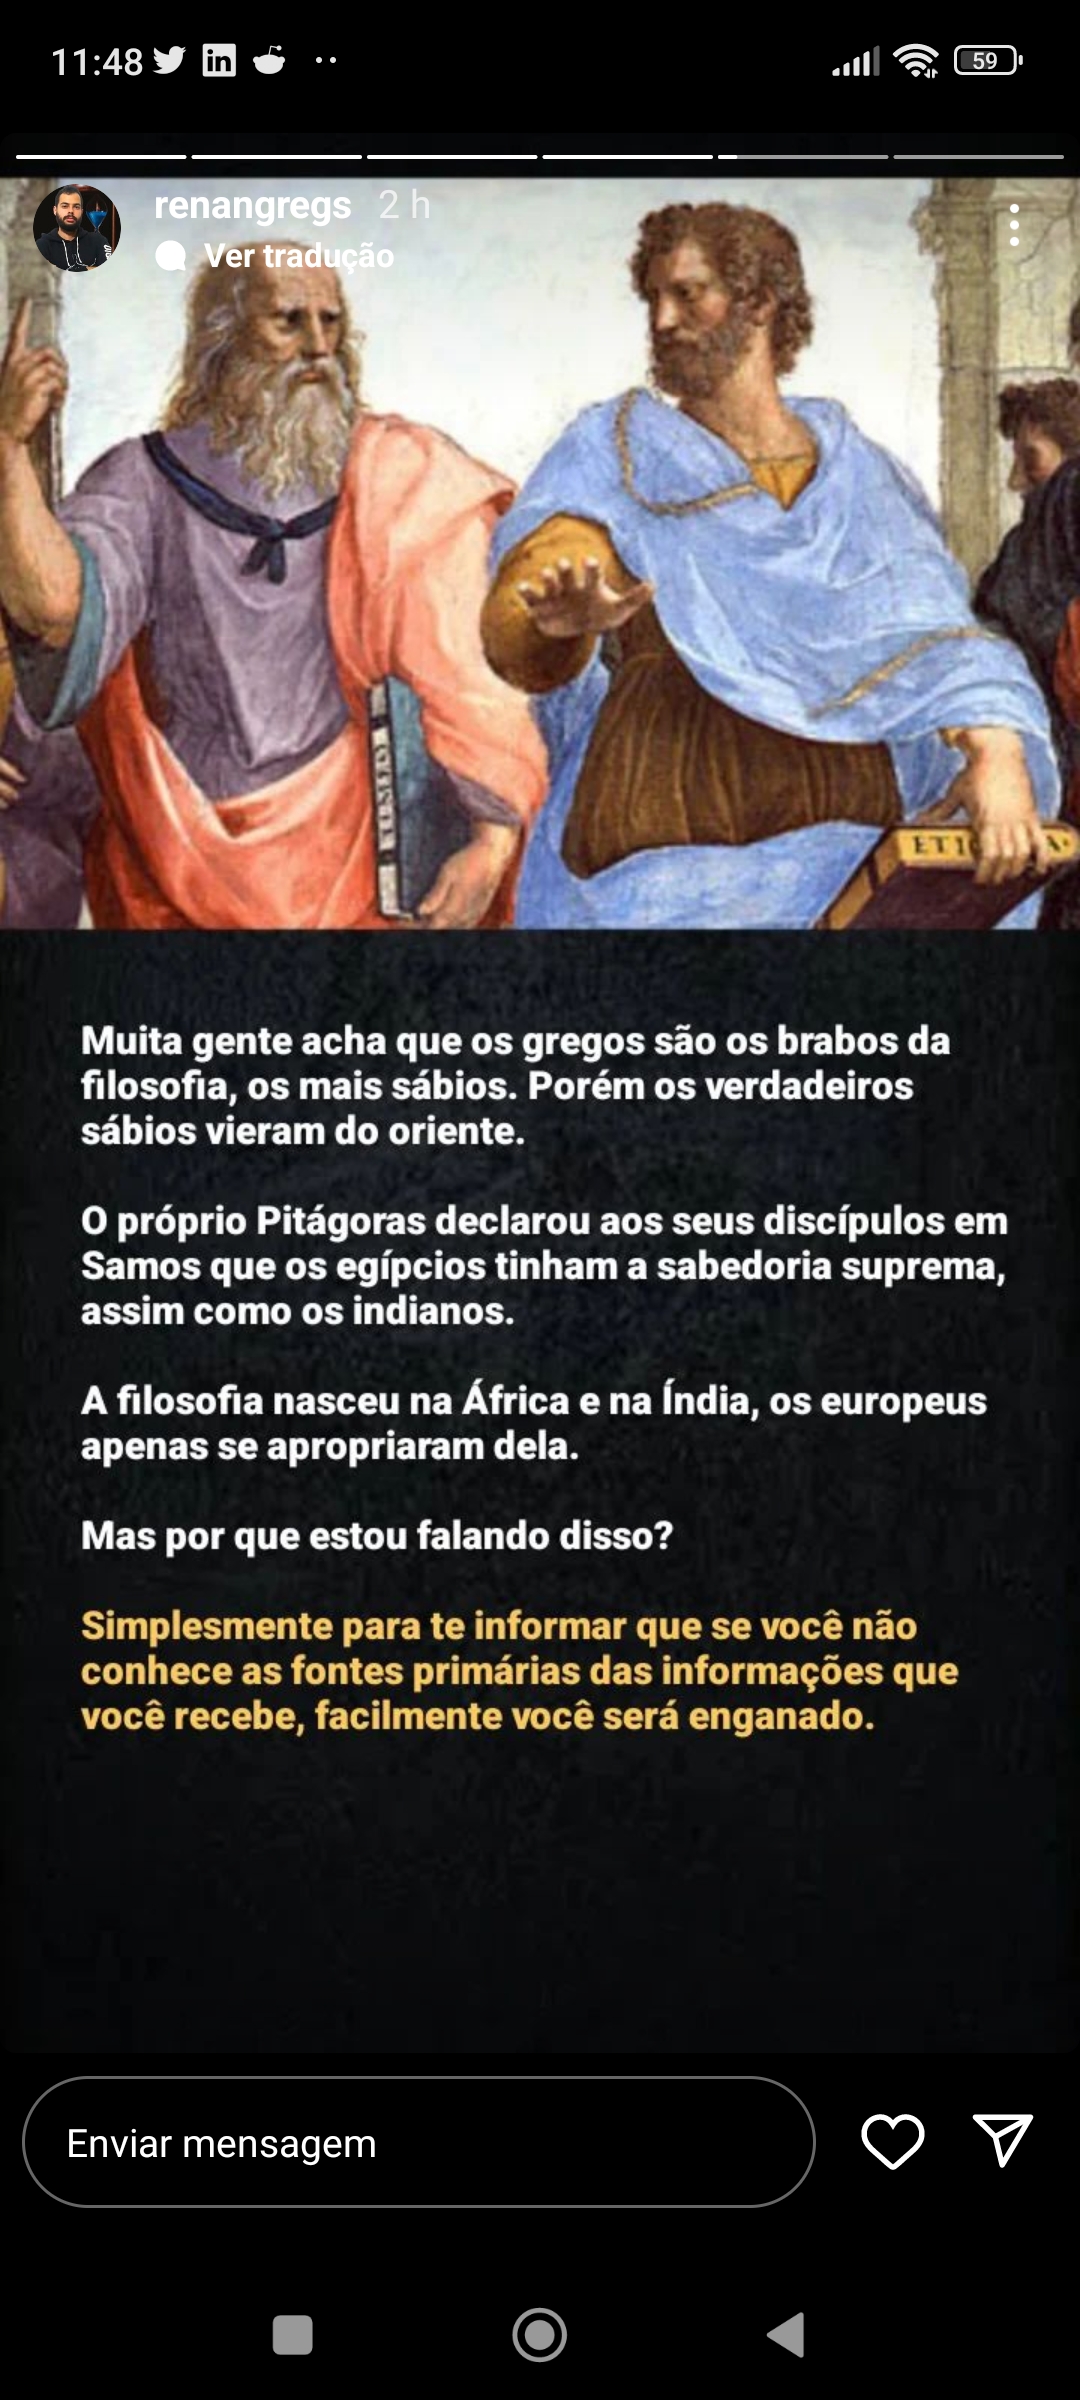 11:48
59
renangregs 2 h
Ver tradução
TIMEO
ETI A.
Muita gente acha que os gregos são os brabos da
filosofia, os mais sábios. Porém os verdadeiros
sábios vieram do oriente.
O próprio Pitágoras declarou aos seus discípulos em
Samos que os egípcios tinham a sabedoria suprema,
assim como os indianos.
A filosofia nasceu na África e na Índia, os europeus
apenas se apropriaram dela.
Mas por que estou falando disso?
Simplesmente para te informar que se você não
conhece as fontes primárias das informações que
você recebe, facilmente você será enganado.
Enviar mensagem